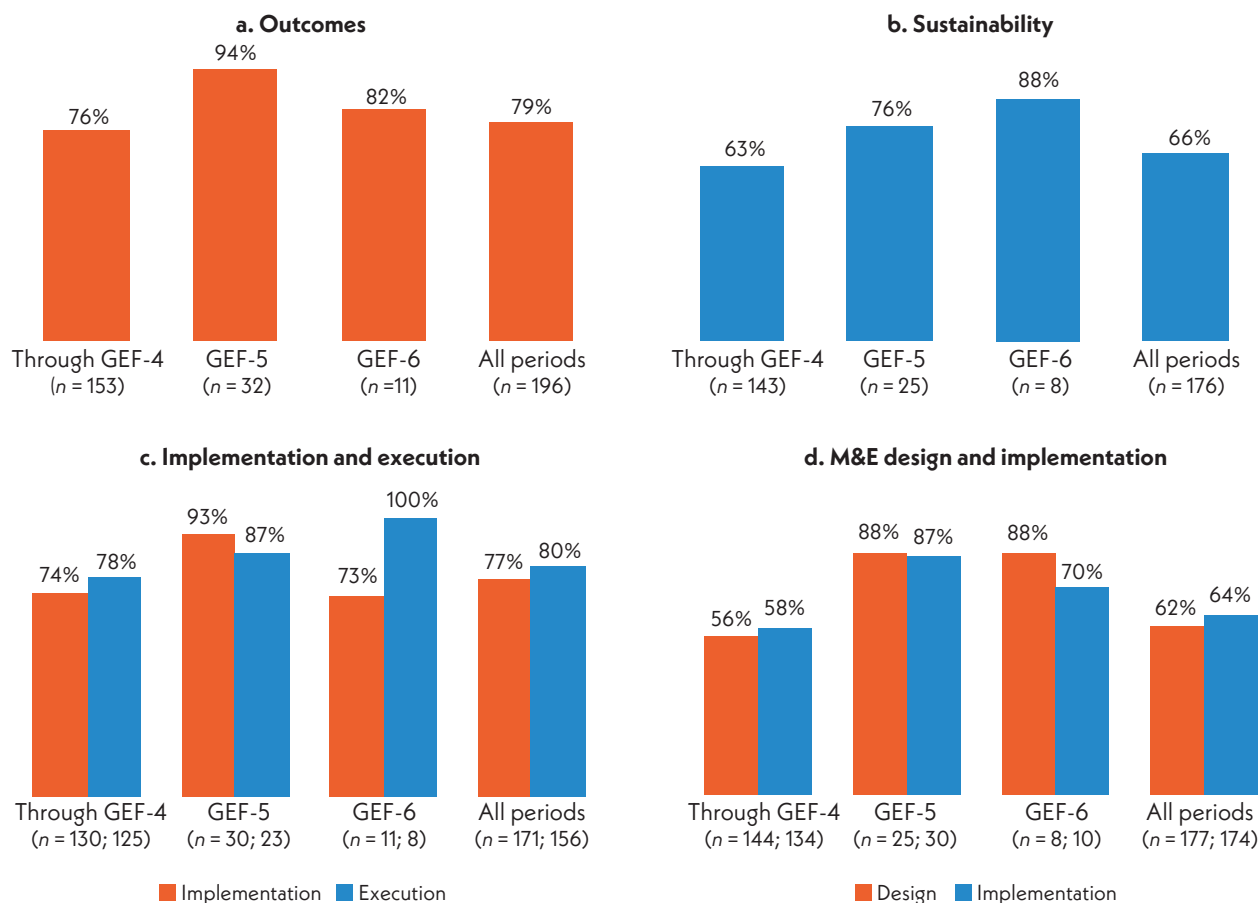 a. Outcomes
76%
94%
82%
79%
Through GEF-4
(n = 153)
GEF-5
(n = 32)
GEF-6
(n =11)
All periods
(n = 196)
b. Sustainability
63%
76%
88%
66%
Through GEF-4
(n = 143)
GEF-5
(n = 25)
GEF-6
(n = 8)
All periods
(n = 176)
c. Implementation and execution
74%
78%
93%
87%
73%
100%
77%
80%
Through GEF-4
(n = 130; 125)
GEF-5
(n = 30; 23)
GEF-6
(n = 11; 8)
All periods
(n = 171; 156)
Implementation
Execution
d. M&E design and implementation
56%
58%
88%
87%
88%
70%
62%
64%
Through GEF-4
(n = 144; 134)
GEF-5
(n = 25; 30)
GEF-6
(n = 8; 10)
All periods
(n = 177; 174)
Design
Implementation